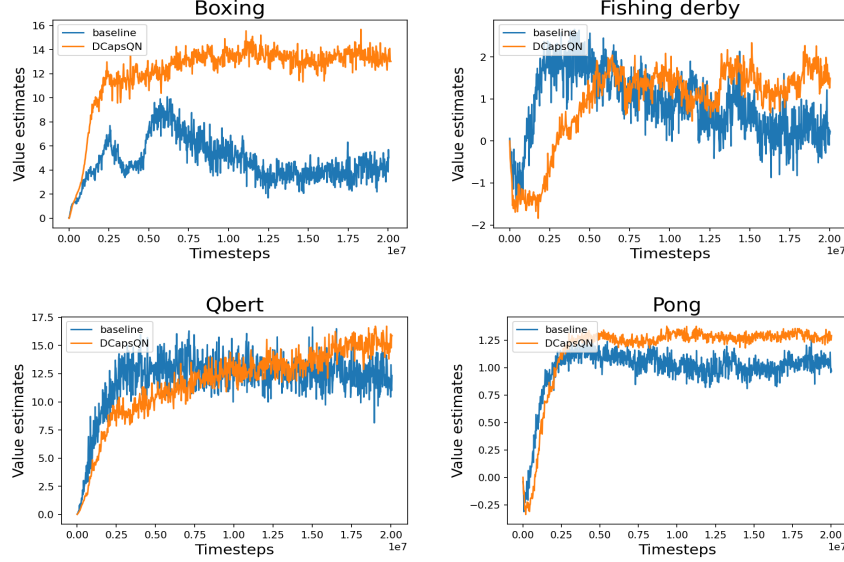 Boxing
baseline
DCapsQN
Value estimates
16
14
12
10
8
6
4
2
0
0.0
0.25
0.50
0.75
1.00
1.25
1.50
1.75
2.00
1e7
Timesteps
Fishing derby
baseline
DCapsQN
Value estimates
2
1
0
−1
−2
0.00
0.25
0.50
0.75
1.00
1.25
1.50
1.75
2.00
1e7
Timesteps
Qbert
baseline
DCapsQN
Value estimates
17.5
15.0
12.5
10.0
7.5
5.0
2.5
0.0
0.00
0.25
0.50
0.75
1.00
1.25
1.50
1.75
2.00
1e7
Timesteps
Pong
baseline
DCapsQN
Value estimates
1.25
1.00
0.75
0.50
0.25
0.00
−0.25
0.00
0.25
0.50
0.75
1.00
1.25
1.50
1.75
2.00
1e7
Timesteps